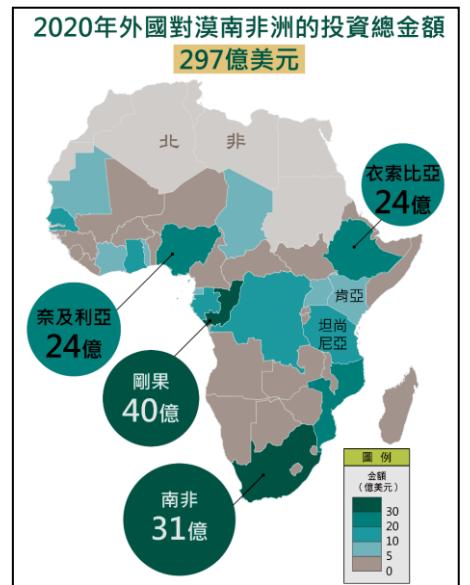 2020年外國對漠南非洲的投資總金額
297億美元
北 非
衣索比亞
24億
肯亞
坦尚
尼亞
奈及利亞
24億
剛果
40億
南非
31億
圖例
金額
(億美元)
30
20
10
5
0